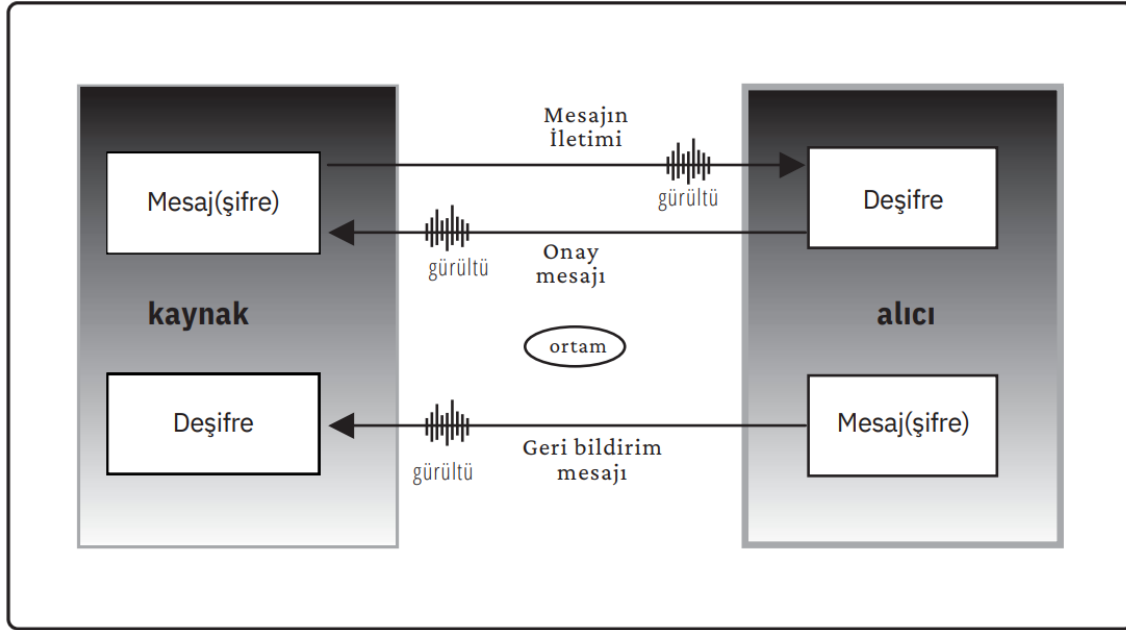 Mesajın
İletimi
Mesaj(şifre)
gürültü
Deşifre
gürültü
Onay
mesajı
kaynak
alıcı
ortam
Deşifre
Mesaj(şifre)
gürültü
Geri bildirim
mesajı